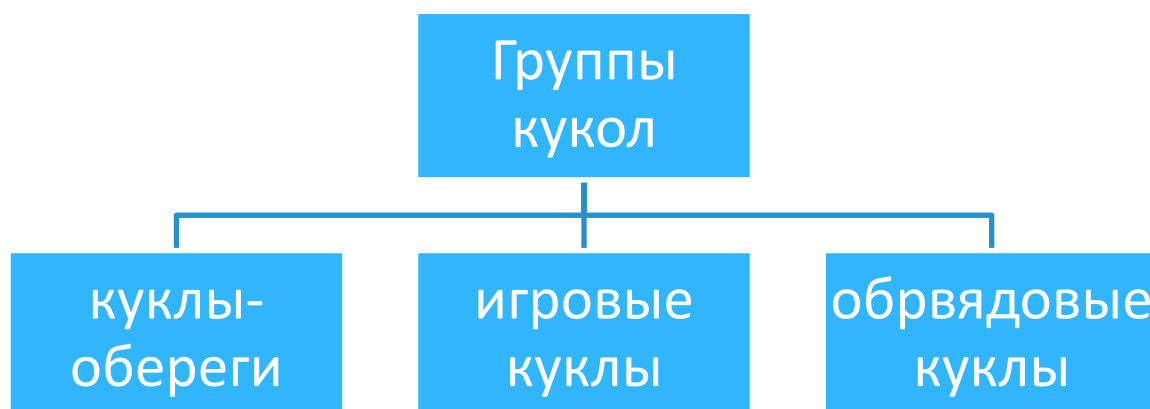 Группы
кукол
куклы-
обереги
игровые
куклы
обрвядовые
куклы